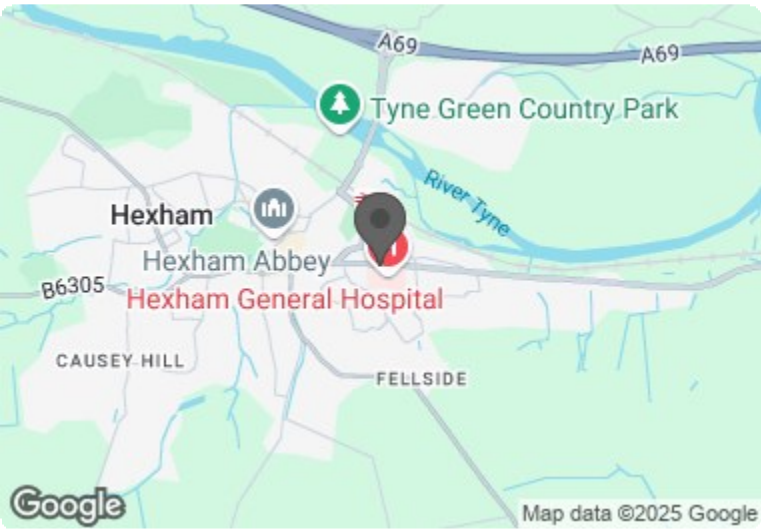 A69
A69
Tyne Green Country Park
River Tyne
Hexham
Hexham Abbey
B6305
Hexham General Hospital
CAUSEY HILL
FELLSIDE
Google
Map data ©2025 Google